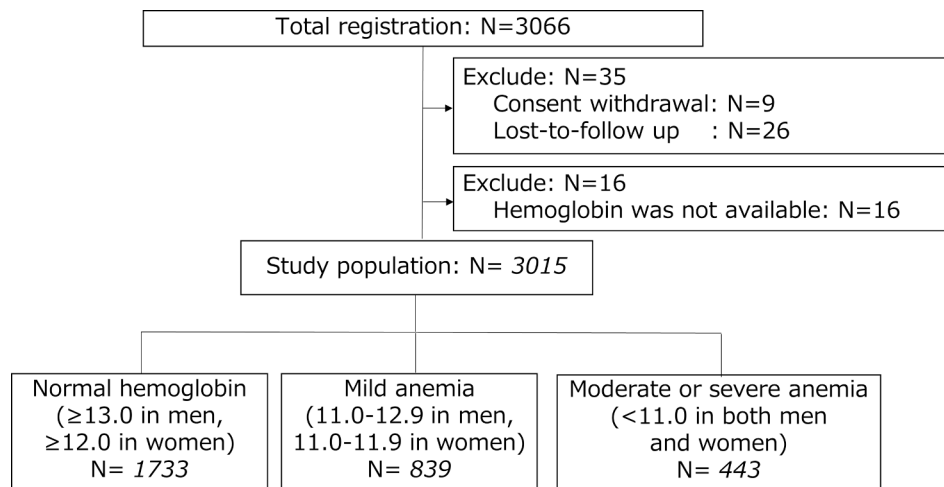 Total registration: N=3066
Exclude: N=35
Consent withdrawal: N=9
Lost-to-follow up : N=26
Exclude: N=16
Hemoglobin was not available: N=16
Study population: N= 3015
Normal hemoglobin
(≥13.0 in men,
≥12.0 in women)
N= 1733
Mild anemia
(11.0-12.9 in men,
11.0-11.9 in women)
N= 839
Moderate or severe anemia
(<11.0 in both men
and women)
N= 443